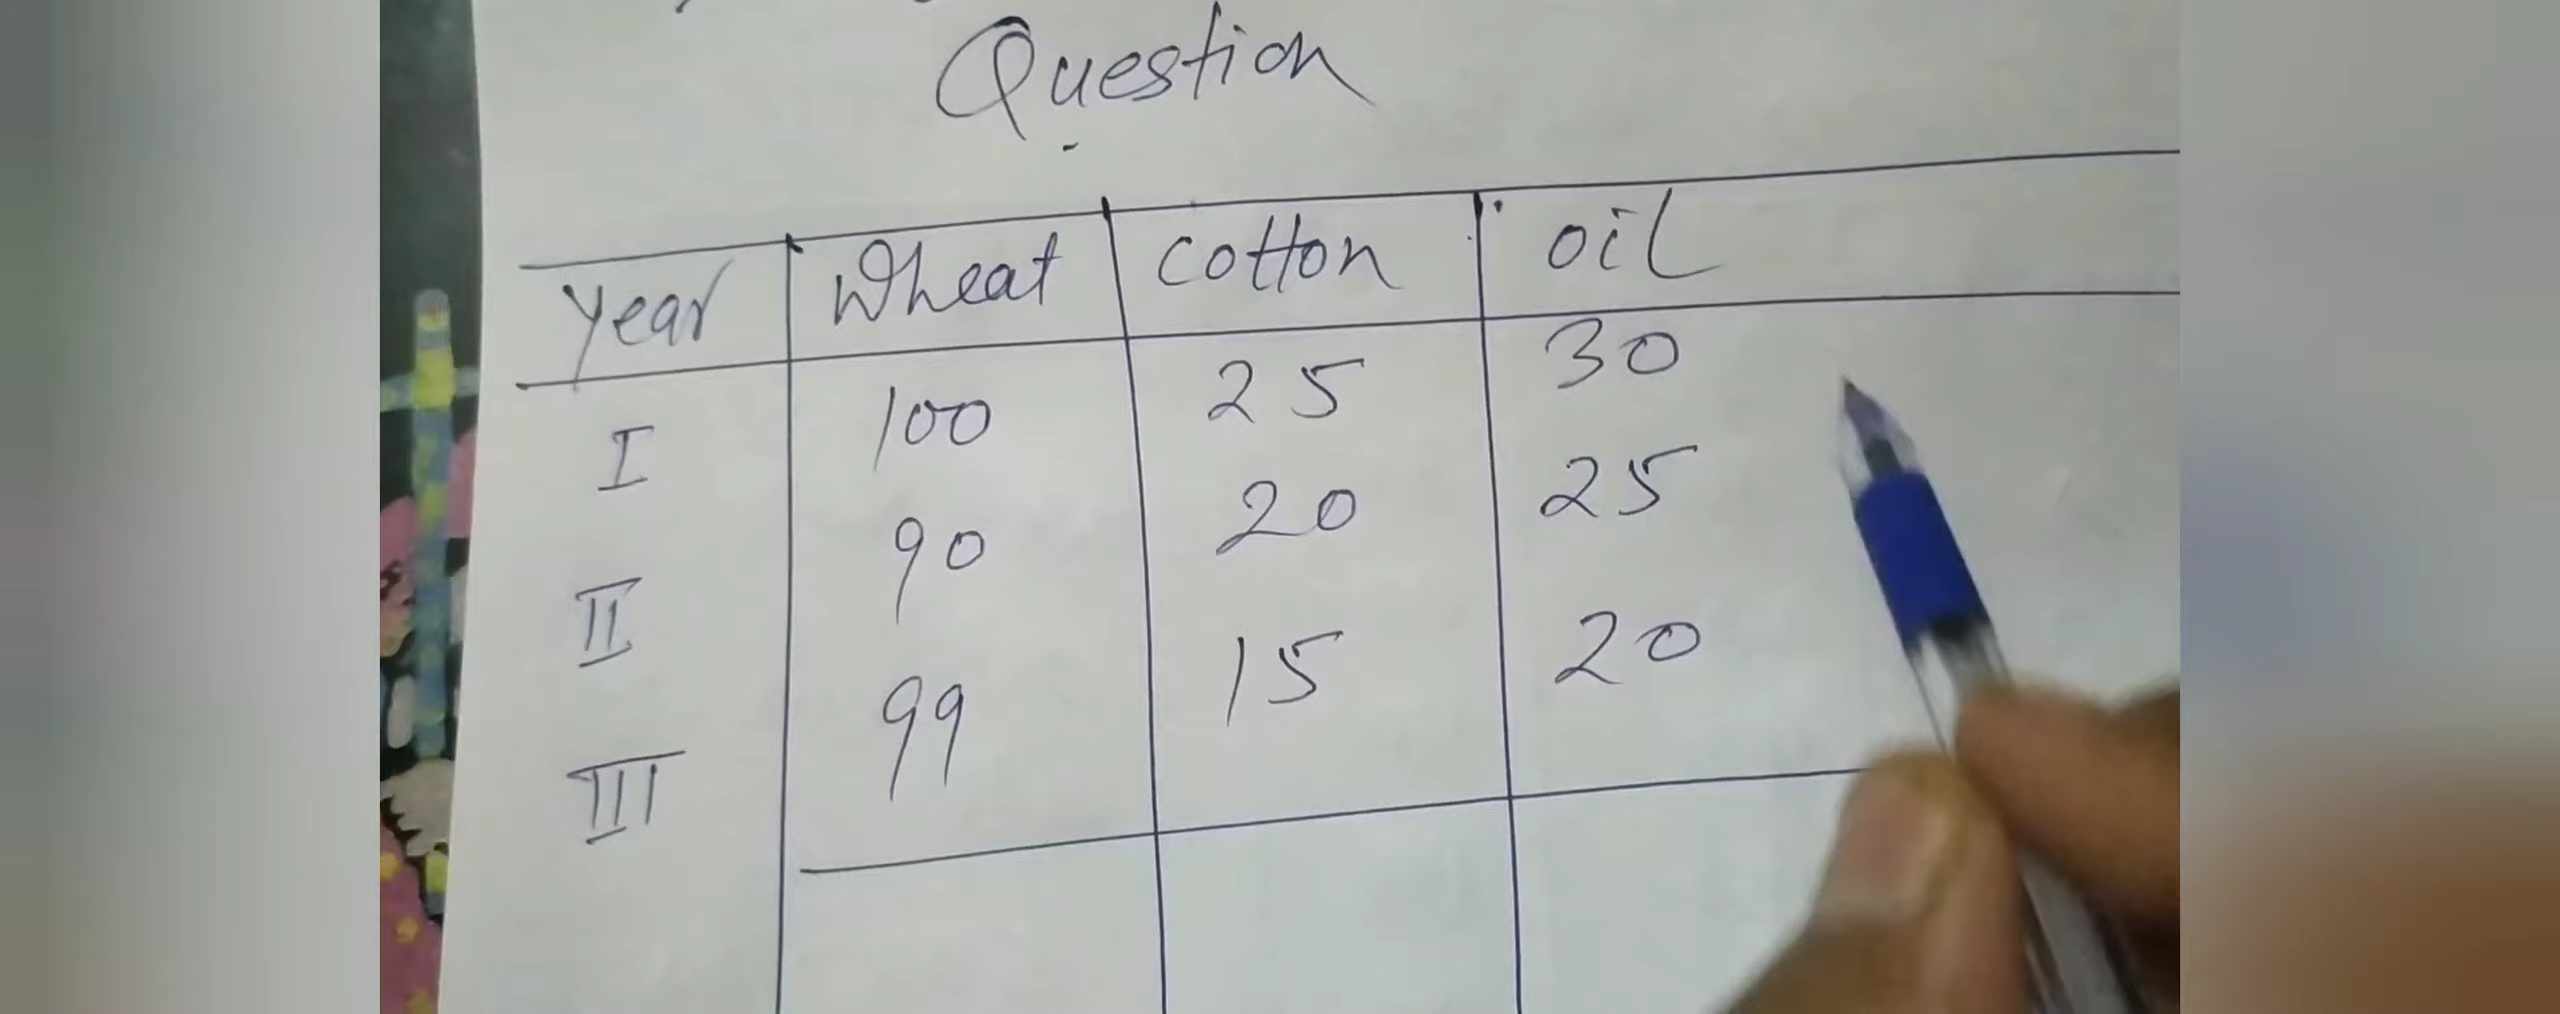 Question
Year Wheat cotton oil
I 100 25 30
II 90 20 25
III 99 15 20